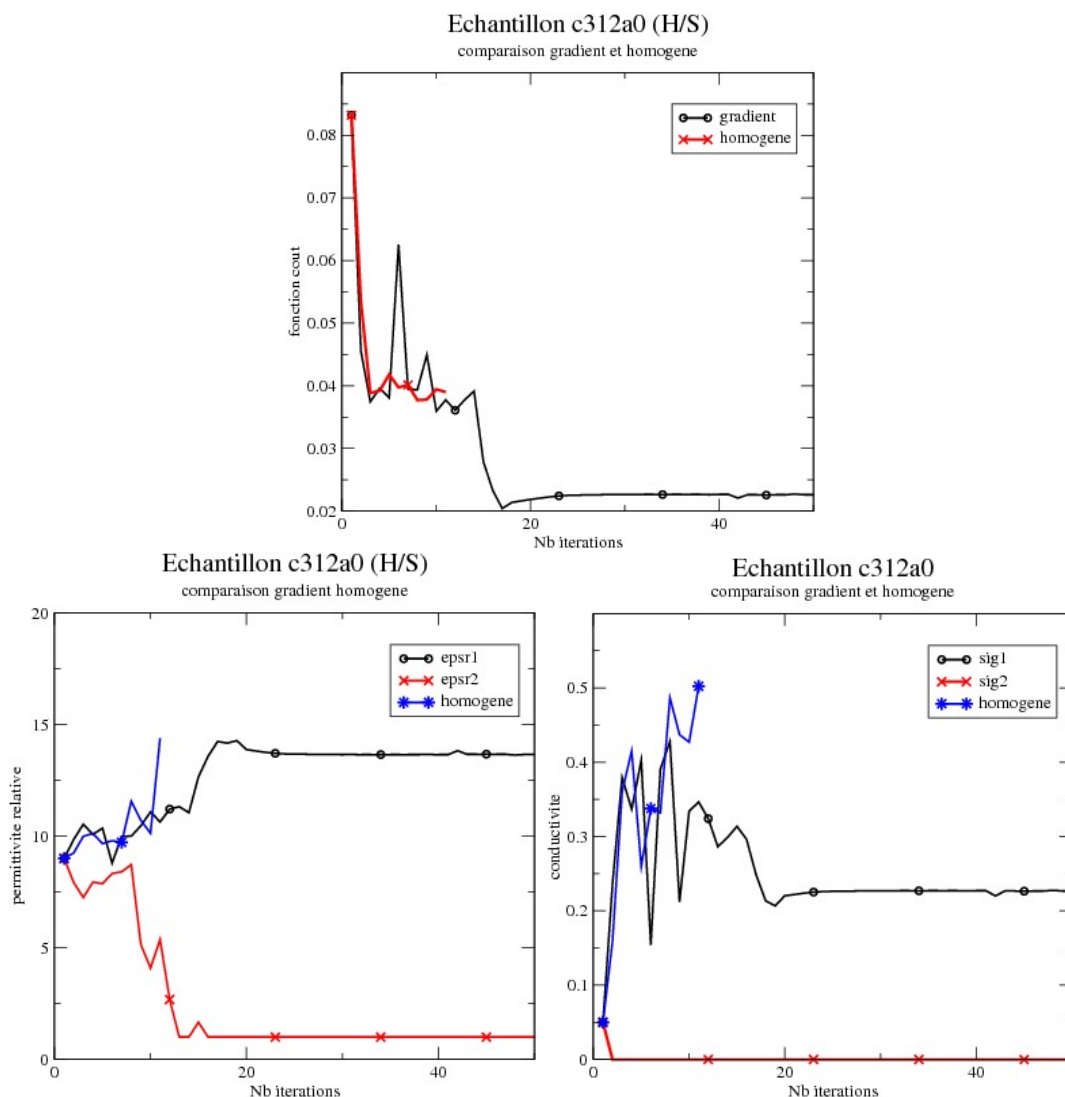 Echantillon c312a0 (H/S)
comparaison gradient et homogene
gradient
homogene
0.08
0.07
0.06
0.05
0.04
0.03
0.02
fonction cout
0 20 40
Nb iterations
Echantillon c312a0 (H/S)
comparaison gradient homogene
epsr1
epsr2
homogene
20
15
10
5
0
permittivite relative
0 20 40
Nb iterations
Echantillon c312a0
comparaison gradient et homogene
sig1
sig2
homogene
0.5
0.4
0.3
0.2
0.1
0
conductivite
0 20 40
Nb iterations